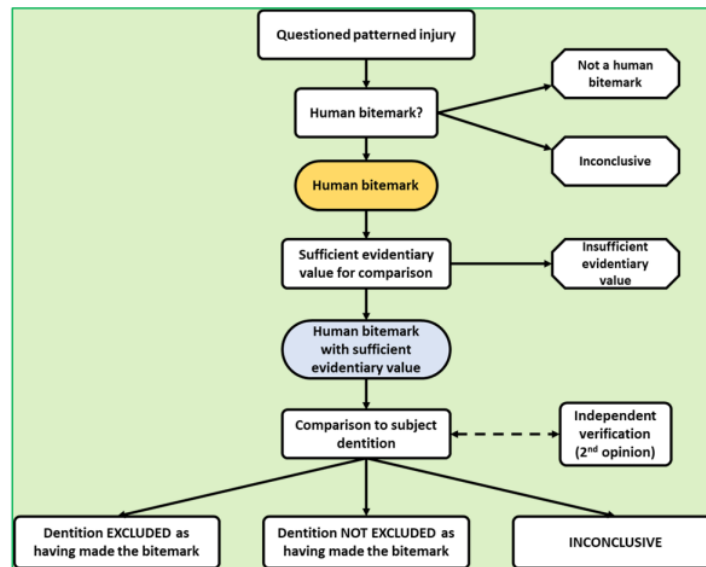 Questioned patterned injury
Not a human
bitemark
Human bitemark?
Inconclusive
Human bitemark
Sufficient evidentiary
value for comparison
Insufficient
evidentiary
value
Human bitemark
with sufficient
evidentiary value
Comparison to subject
dentition
Independent
verification
(2nd opinion)
Dentition EXCLUDED as
having made the bitemark
Dentition NOT EXCLUDED as
having made the bitemark
INCONCLUSIVE